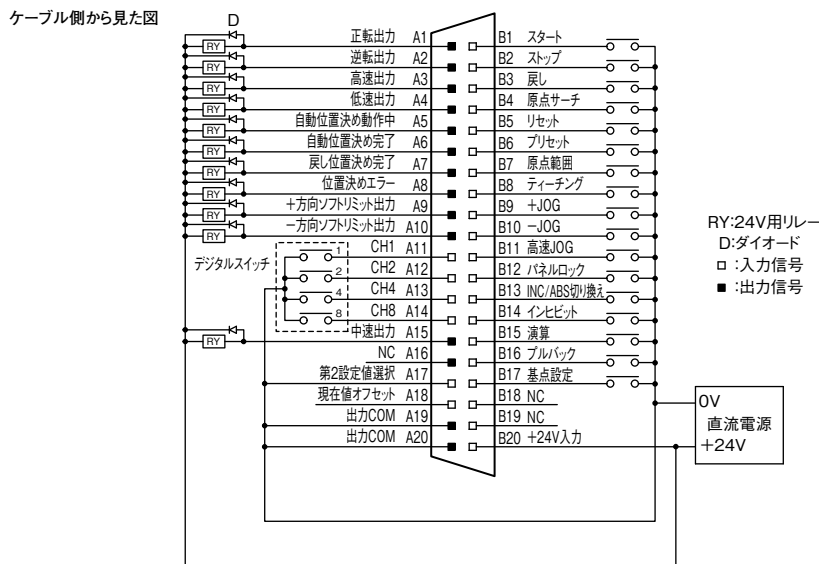 ケーブル側から見た図
D
RY 正転出力 A1 B1 スタート
RY 逆転出力 A2 B2 ストップ
RY 高速出力 A3 B3 戻し
RY 低速出力 A4 B4 原点サーチ
RY 自動位置決め動作中 A5 B5 リセット
RY 自動位置決め完了 A6 B6 プリセット
RY 戻し位置決め完了 A7 B7 原点範囲
RY 位置決めエラー A8 B8 ティーチング
RY +方向ソフトリミット出力 A9 B9 +JOG
RY −方向ソフトリミット出力 A10 B10 −JOG
デジタルスイッチ 1 CH1 A11 B11 高速JOG
2 CH2 A12 B12 パネルロック
4 CH4 A13 B13 INC/ABS切り換え
8 CH8 A14 B14 インヒビット
RY 中速出力 A15 B15 演算
NC A16 B16 プルバック
第2設定値選択 A17 B17 基点設定
現在値オフセット A18 B18 NC
出力COM A19 B19 NC
出力COM A20 B20 +24V入力
RY:24V用リレー
D:ダイオード
□ :入力信号
■ :出力信号
0V
直流電源
+24V